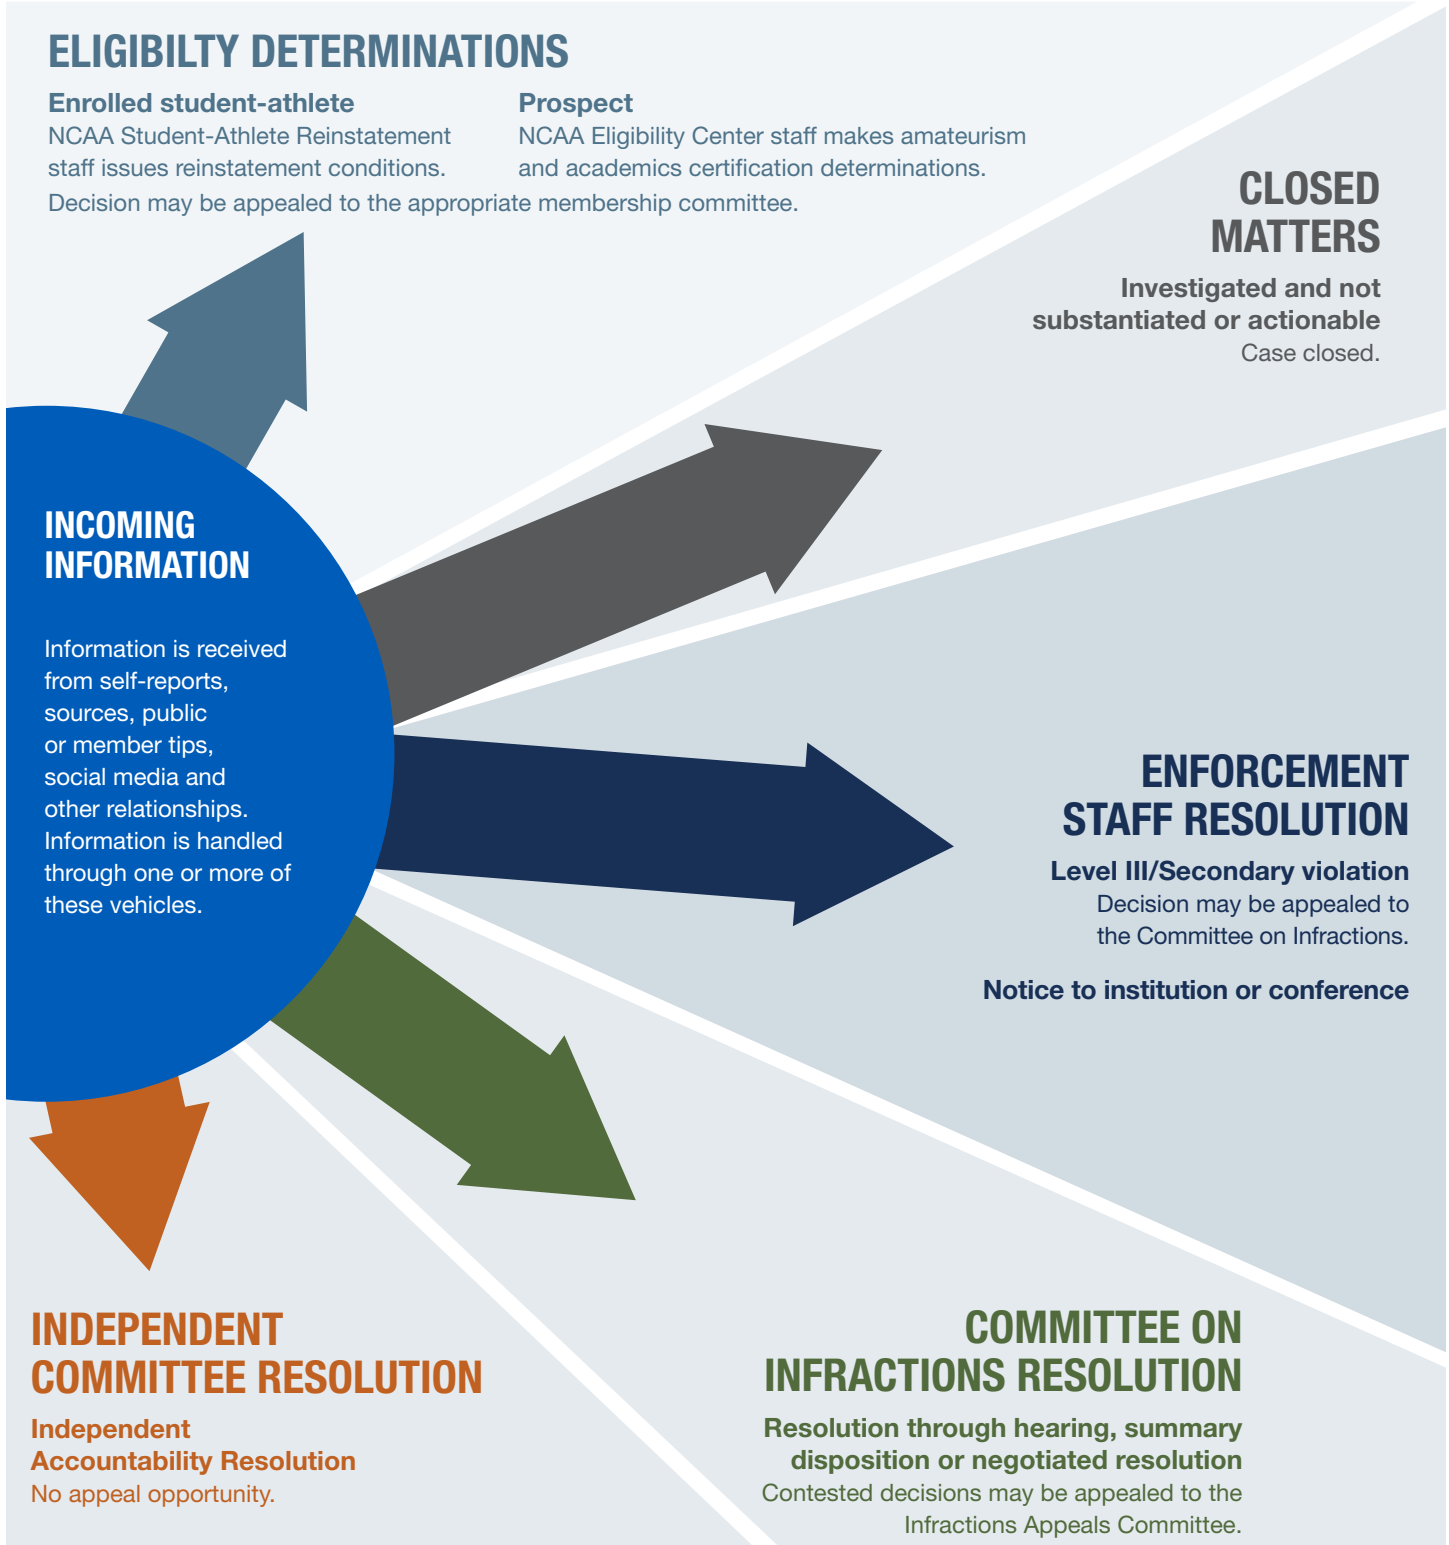 ELIGIBILTY DETERMINATIONS
Enrolled student-athlete
NCAA Student-Athlete Reinstatement
staff issues reinstatement conditions.
Prospect
NCAA Eligibility Center staff makes amateurism
and academics certification determinations.
Decision may be appealed to the appropriate membership committee.
CLOSED
MATTERS
Investigated and not
substantiated or actionable
Case closed.
INCOMING
INFORMATION
Information is received
from self-reports,
sources, public
or member tips,
social media and
other relationships.
Information is handled
through one or more of
these vehicles.
ENFORCEMENT
STAFF RESOLUTION
Level III/Secondary violation
Decision may be appealed to
the Committee on Infractions.
Notice to institution or conference
INDEPENDENT
COMMITTEE RESOLUTION
Independent
Accountability Resolution
No appeal opportunity.
COMMITTEE ON
INFRACTIONS RESOLUTION
Resolution through hearing, summary
disposition or negotiated resolution
Contested decisions may be appealed to the
Infractions Appeals Committee.